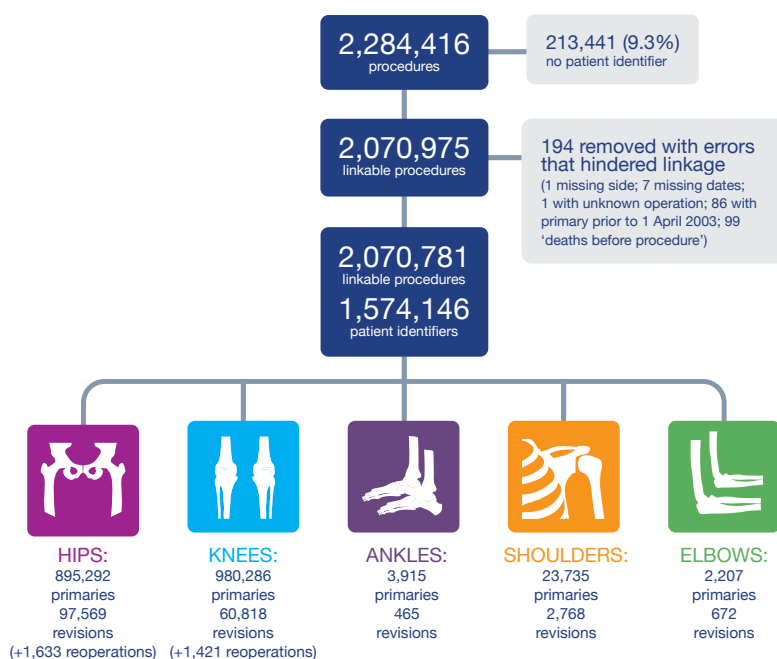 2,284,416
procedures
213,441 (9.3%)
no patient identifier
2,070,975
linkable procedures
194 removed with errors
that hindered linkage
(1 missing side; 7 missing dates;
1 with unknown operation; 86 with
primary prior to 1 April 2003; 99
‘deaths before procedure’)
2,070,781
linkable procedures
1,574,146
patient identifiers
HIPS:
895,292
primaries
97,569
revisions
(+1,633 reoperations)
KNEES:
980,286
primaries
60,818
revisions
(+1,421 reoperations)
ANKLES:
3,915
primaries
465
revisions
SHOULDERS:
23,735
primaries
2,768
revisions
ELBOWS:
2,207
primaries
672
revisions